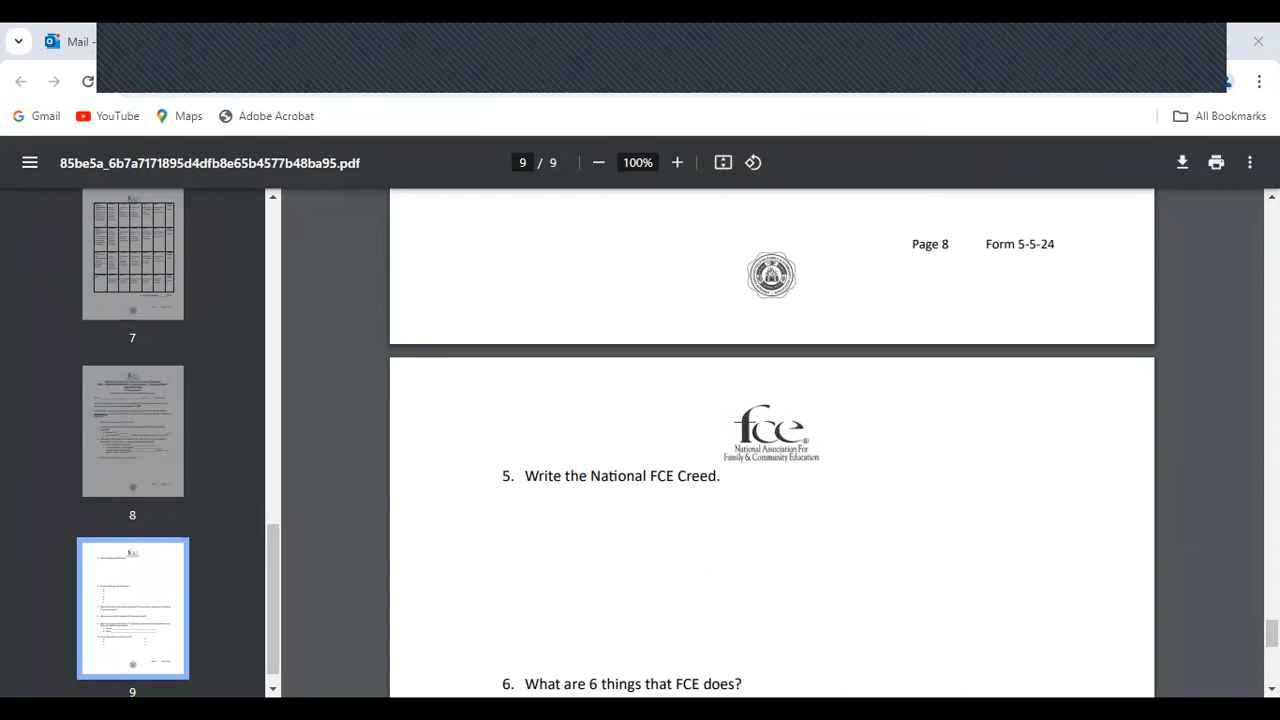 Mail -
Gmail
YouTube
Maps
Adobe Acrobat
All Bookmarks
85be5a_6b7a7171895d4dfb8e65b4577b48ba95.pdf
9 / 9
100%
7
8
9
Page 8 Form 5-5-24
fce®
National Association For
Family & Community Education
5. Write the National FCE Creed.
6. What are 6 things that FCE does?